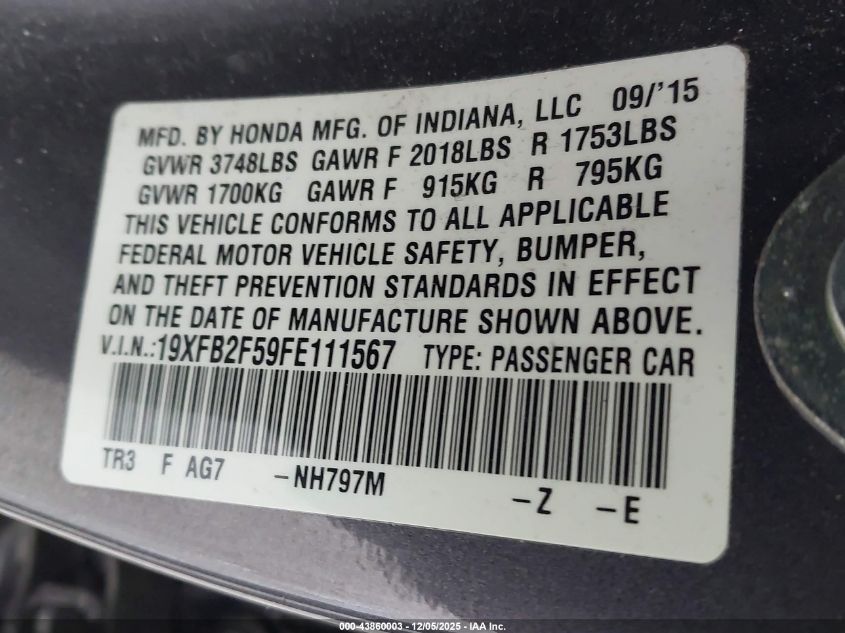 MFD. BY HONDA MFG. OF INDIANA, LLC 09/'15
GVWR 3748LBS GAWR F 2018LBS R 1753LBS
GVWR 1700KG GAWR F 915KG R 795KG
THIS VEHICLE CONFORMS TO ALL APPLICABLE
FEDERAL MOTOR VEHICLE SAFETY, BUMPER,
AND THEFT PREVENTION STANDARDS IN EFFECT
ON THE DATE OF MANUFACTURE SHOWN ABOVE.
V.I.N.:19XFB2F59FE111567 TYPE: PASSENGER CAR
TR3 F AG7 -NH797M -Z -E
000-43860003 - 12/05/2025 - IAA Inc.